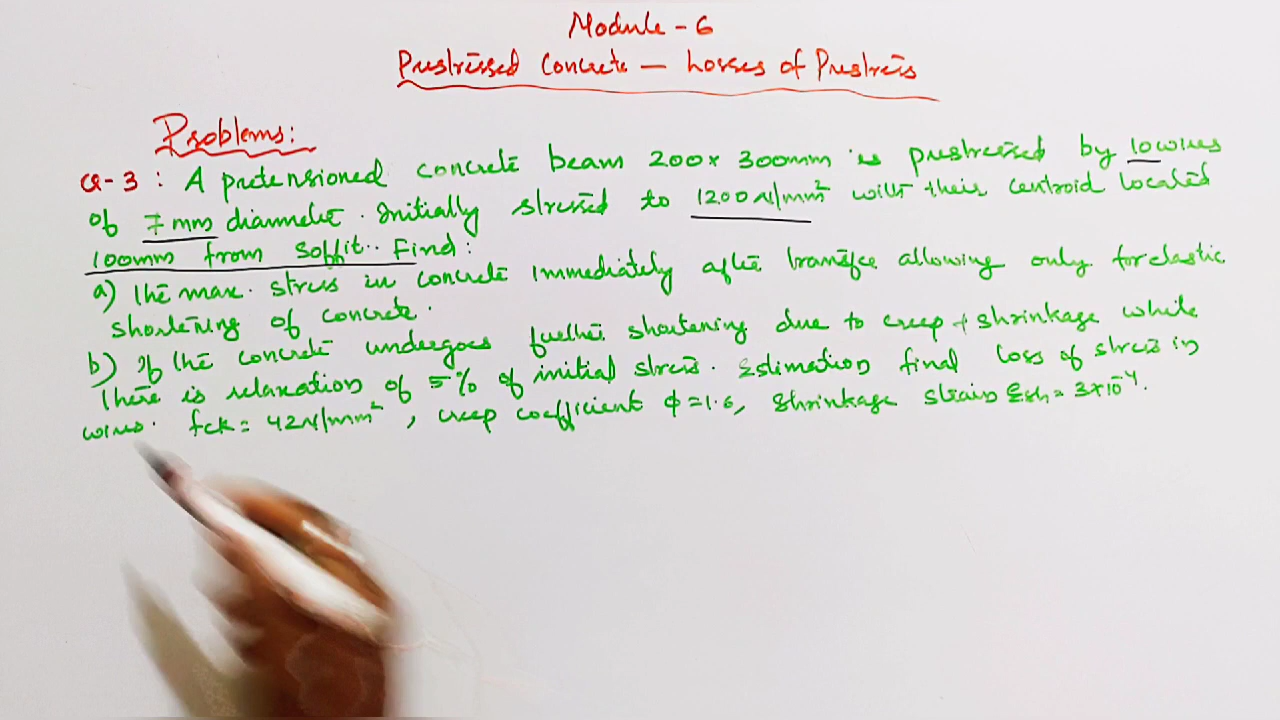 Module - 6
Prestressed Concrete — Losses of Prestress
Problems:
Q-3 : A pretensioned concrete beam 200 x 300mm is prestressed by 10 wires
of 7 mm diameter. Initially stressed to 1200 N/mm² with their centroid located
100mm from soffit.. Find:
a) The max. stress in concrete immediately after transfer allowing only for elastic
shortening of concrete.
b) If the concrete undergoes further shortening due to creep + shrinkage while
there is relaxation of 5% of initial stress. Estimation final loss of stress in
wires. fck = 42 N/mm², creep coefficient ϕ = 1.6, Shrinkage strain Esh = 3x10⁻⁴.